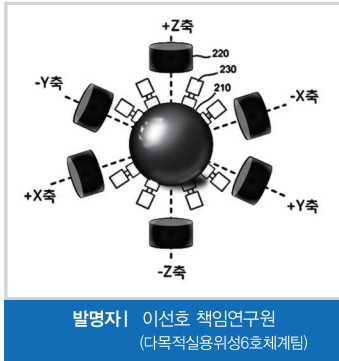 +Z축
220
230
210
-Y축
-X축
+X축
+Y축
-Z축
발명자| 이선호 책임연구원
(다목적실용위성6호체계팀)